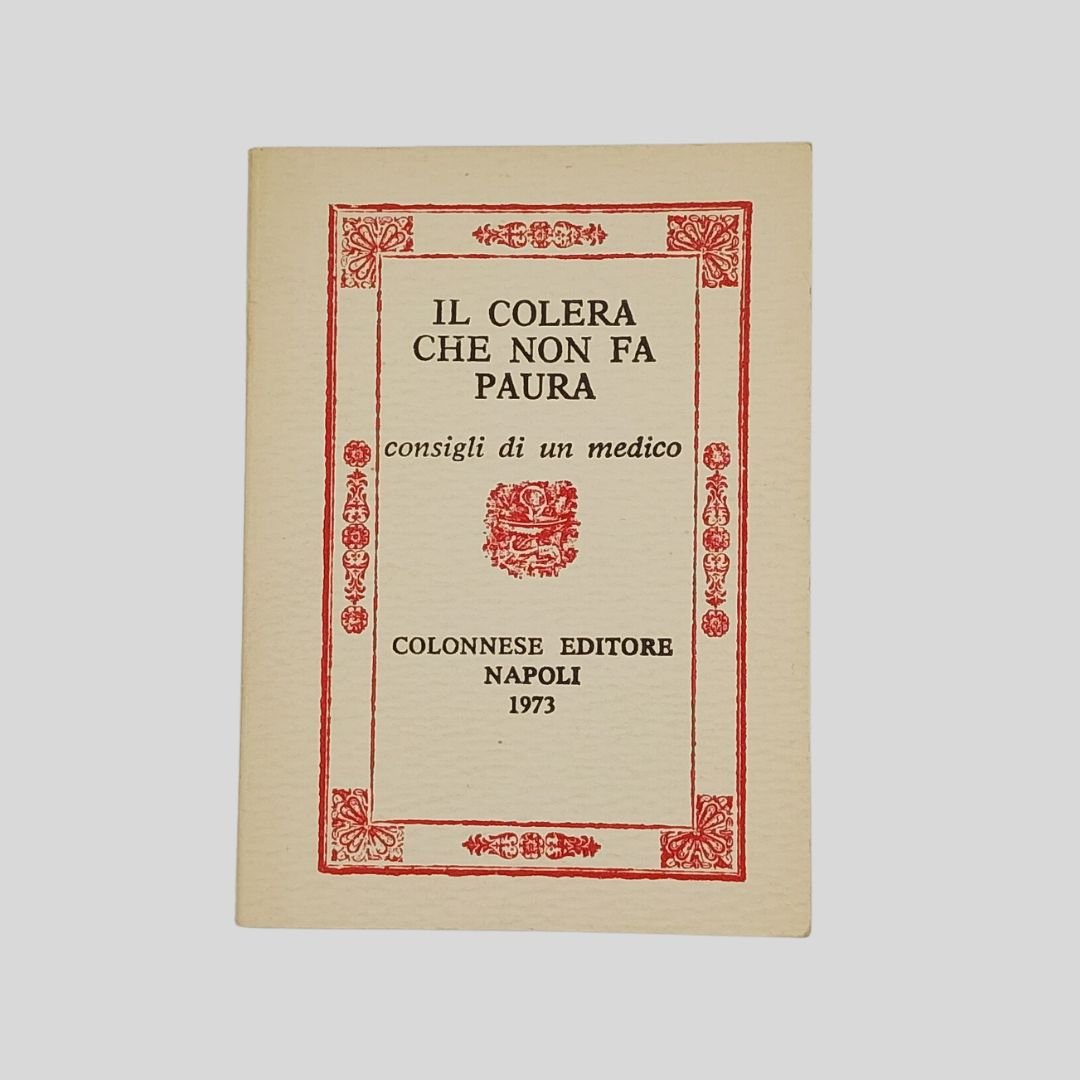 IL COLERA
CHE NON FA
PAURA
consigli di un medico
COLONNESE EDITORE
NAPOLI
1973